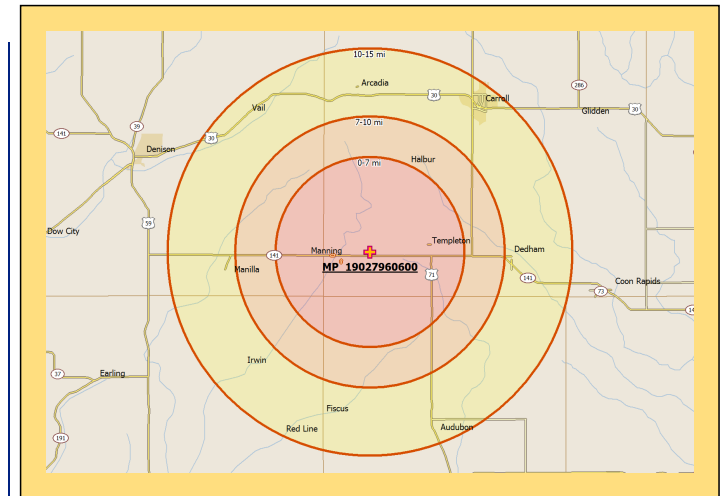 10-15 mi
Arcadia
286
30
Carroll
Vail
Glidden
30
39
7-10 mi
141
30
Denison
Halbur
0-7 mi
59
Dow City
Templeton
Manning
Dedham
141
MP 19027960600
Manilla
71
141
Coon Rapids
73
14
Irwin
37
Earling
Fiscus
Red Line
Audubon
191